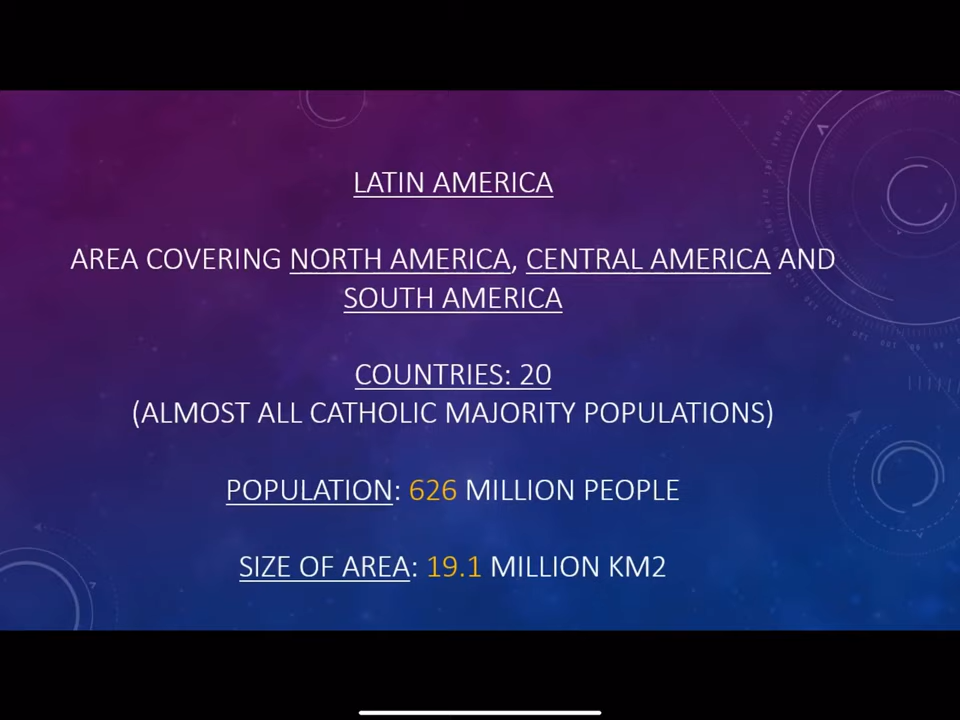 LATIN AMERICA
AREA COVERING NORTH AMERICA, CENTRAL AMERICA AND
SOUTH AMERICA
COUNTRIES: 20
(ALMOST ALL CATHOLIC MAJORITY POPULATIONS)
POPULATION: 626 MILLION PEOPLE
SIZE OF AREA: 19.1 MILLION KM2